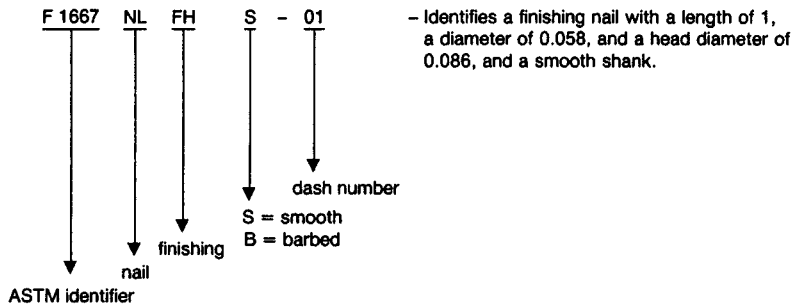 F 1667 NL FH S - 01
– Identifies a finishing nail with a length of 1,
a diameter of 0.058, and a head diameter of
0.086, and a smooth shank.
dash number
S = smooth
B = barbed
finishing
nail
ASTM identifier